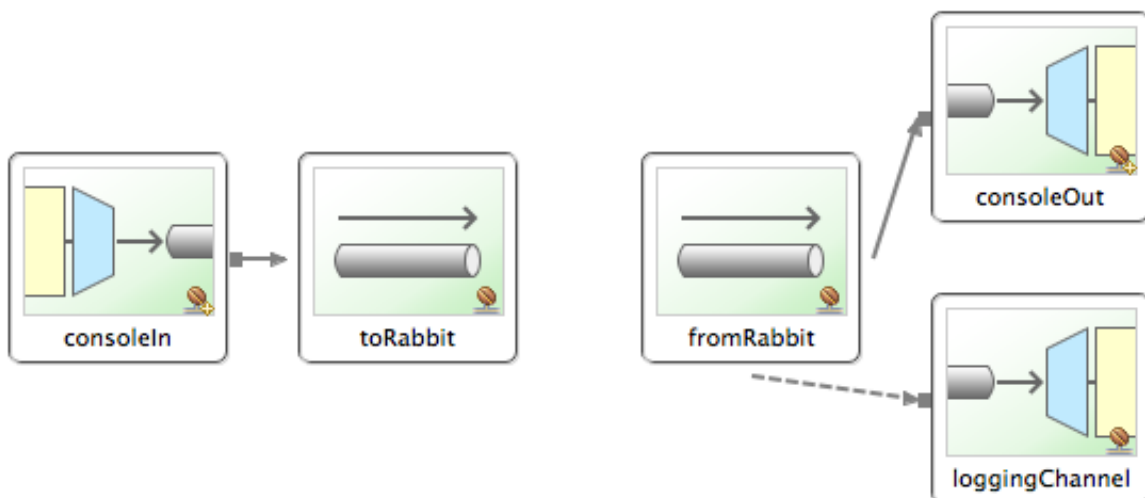 consoleIn
toRabbit
fromRabbit
consoleOut
loggingChannel